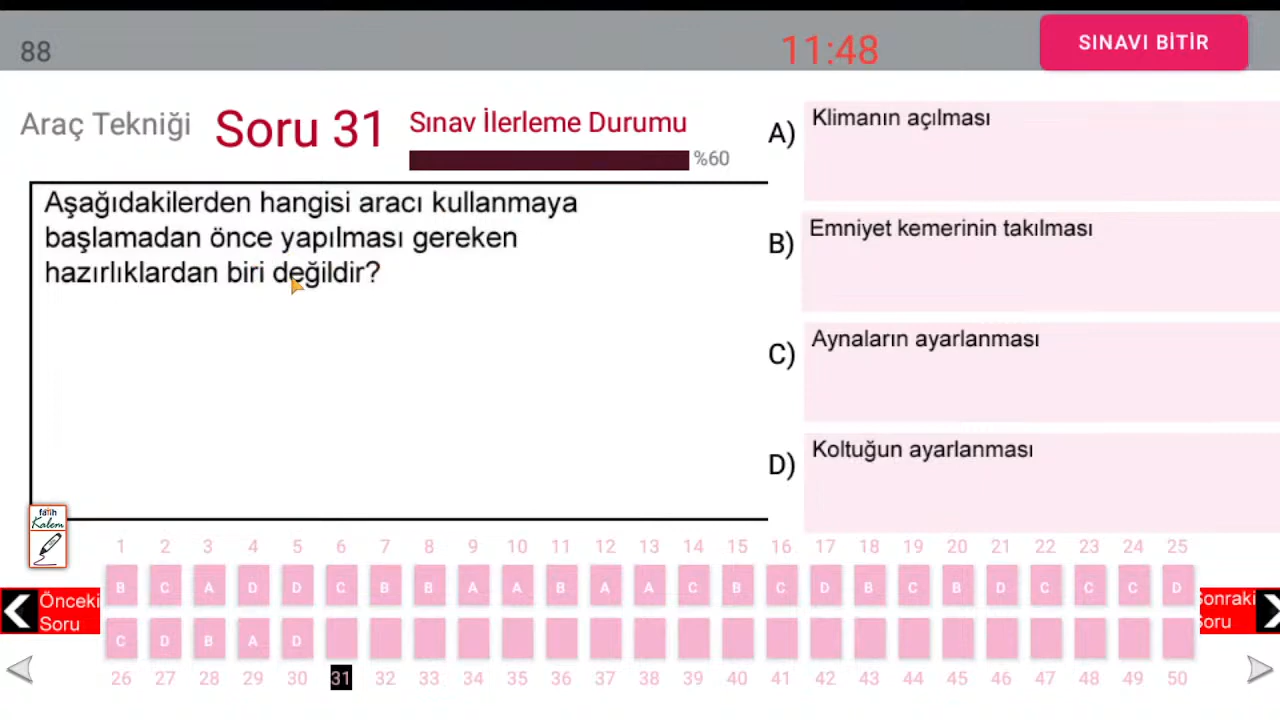 88
11:48
SINAVI BİTİR
Araç Tekniği
Soru 31
Sınav İlerleme Durumu
%60
Aşağıdakilerden hangisi aracı kullanmaya
başlamadan önce yapılması gereken
hazırlıklardan biri değildir?
A) Klimanın açılması
B) Emniyet kemerinin takılması
C) Aynaların ayarlanması
D) Koltuğun ayarlanması
fatih
Kalem
1 2 3 4 5 6 7 8 9 10 11 12 13 14 15 16 17 18 19 20 21 22 23 24 25
B C A D D C B B A A B A A C B C D B C B D C C C D
Önceki
Soru
Sonraki
Soru
C D B A D
26 27 28 29 30 31 32 33 34 35 36 37 38 39 40 41 42 43 44 45 46 47 48 49 50